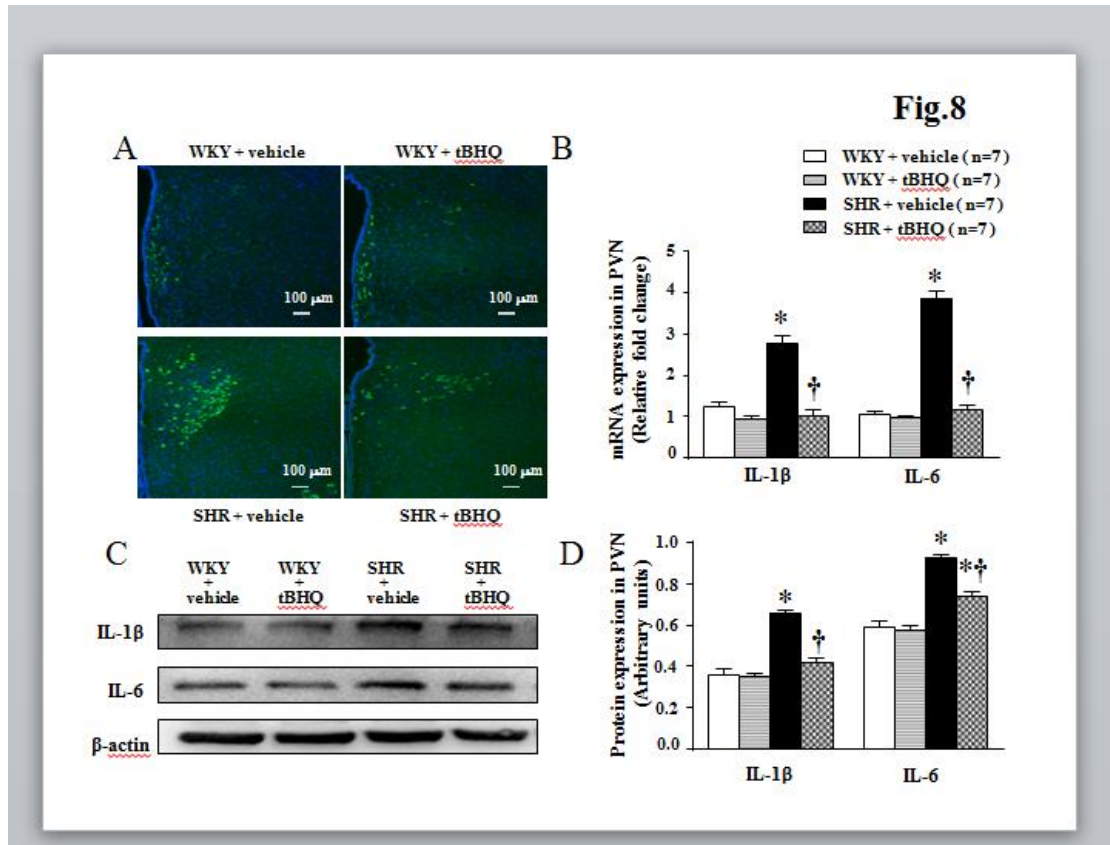 Fig.8
A
WKY + vehicle
WKY + tBHQ
100 μm
100 μm
100 μm
100 μm
SHR + vehicle
SHR + tBHQ
B
WKY + vehicle ( n=7)
WKY + tBHQ ( n=7)
SHR + vehicle ( n=7)
SHR + tBHQ ( n=7)
mRNA expression in PVN
(Relative fold change)
5
4
3
2
1
0
*
†
*
†
IL-1β
IL-6
C
WKY
+
vehicle
WKY
+
tBHQ
SHR
+
vehicle
SHR
+
tBHQ
IL-1β
IL-6
β-actin
D
Protein expression in PVN
(Arbitrary units)
1.0
0.8
0.6
0.4
0.2
0.0
*
†
*
*†
IL-1β
IL-6